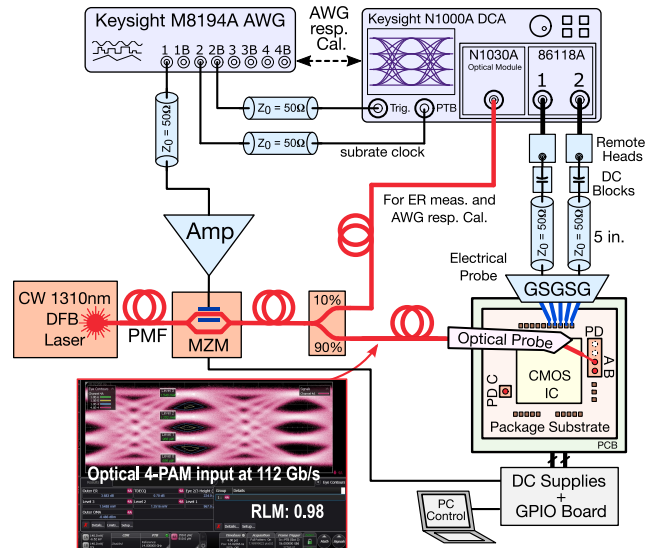 Keysight M8194A AWG
1 1B 2 2B 3 3B 4 4B
AWG
resp.
Cal.
Keysight N1000A DCA
N1030A
Optical Module
86118A
1 2
Trig.
PTB
Z0 = 50Ω
Z0 = 50Ω
Z0 = 50Ω
subrate clock
Remote
Heads
DC
Blocks
For ER meas. and
AWG resp. Cal.
Z0 = 50Ω
Z0 = 50Ω
5 in.
Amp
Electrical
Probe
GSGSG
CW 1310nm
DFB
Laser
PMF
MZM
10%
90%
Optical Probe
PD
A
B
CMOS
IC
PD C
Package Substrate
PCB
Optical 4-PAM input at 112 Gb/s
RLM: 0.98
DC Supplies
+
GPIO Board
PC
Control